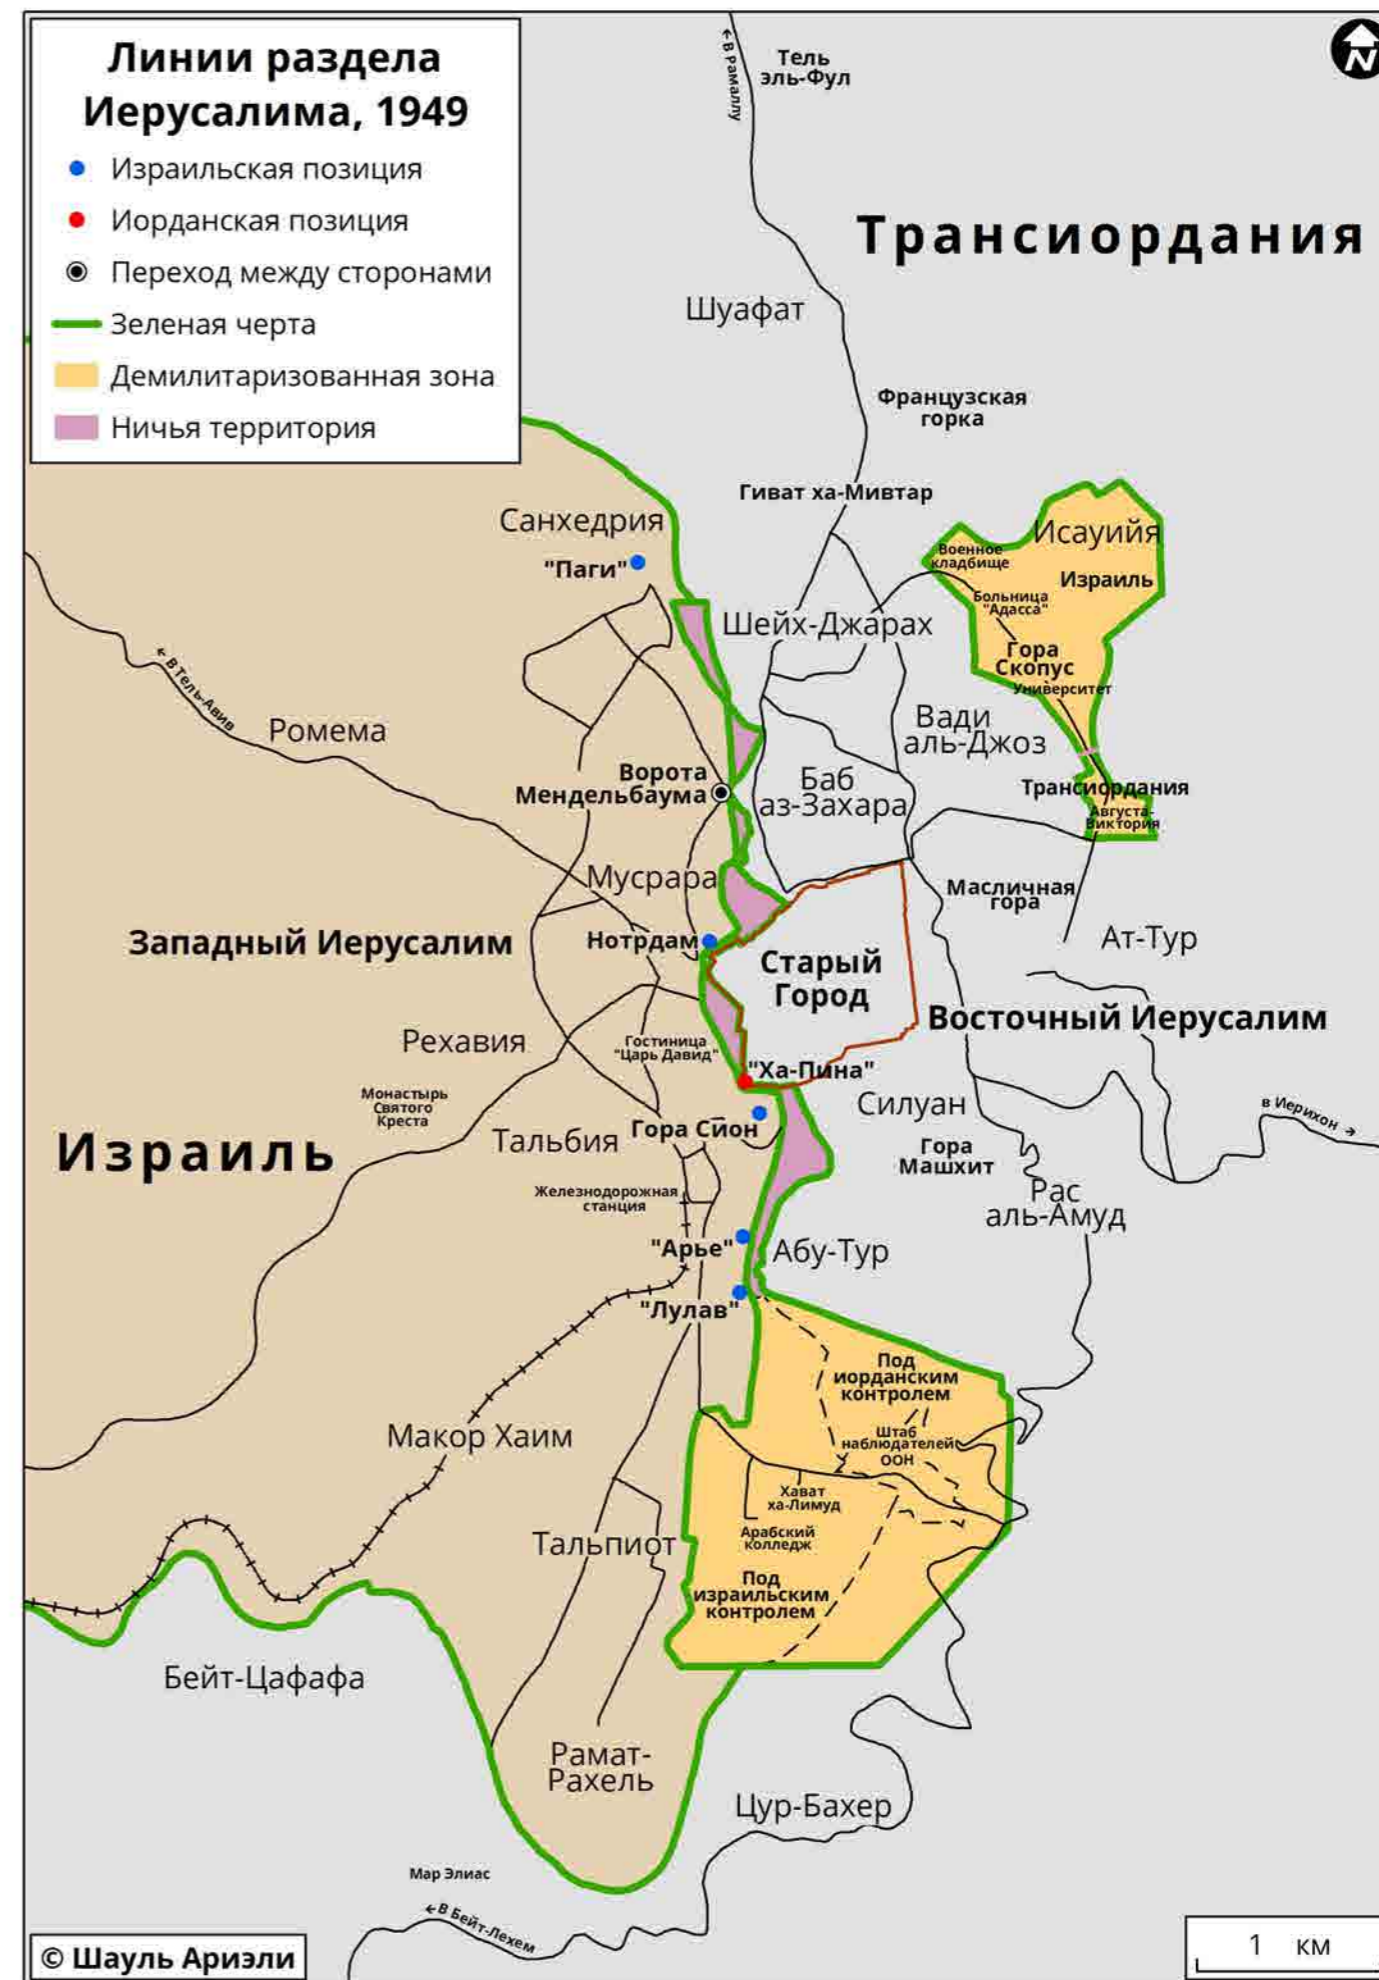 Линии раздела
Иерусалима, 1949
Израильская позиция
Иорданская позиция
Переход между сторонами
Зеленая черта
Демилитаризованная зона
Ничья территория
N
← В Рамаллу
Тель
эль-Фул
Трансиордания
Шуафат
Французская
горка
Гиват ха-Мивтар
Санхедрия
"Паги"
Исауийя
Военное
кладбище
Израиль
Больница
"Адасса"
Шейх-Джарах
Гора
Скопус
Университет
← В Тель-Авив
Ромема
Вади
аль-Джоз
Ворота
Мендельбаума
Баб
аз-Захара
Трансиордания
Августа-
Виктория
Мусрара
Масличная
гора
Западный Иерусалим
Нотрдам
Ат-Тур
Старый
Город
Восточный Иерусалим
Рехавия
Гостиница
"Царь Давид"
"Ха-Пина"
Монастырь
Святого
Креста
Силуан
в Иерихон →
Израиль
Тальбия
Гора Сион
Гора
Машхит
Железнодорожная
станция
Рас
аль-Амуд
"Арье"
Абу-Тур
"Лулав"
Под
иорданским
контролем
Макор Хаим
Штаб
наблюдателей
ООН
Хават
ха-Лимуд
Тальпиот
Арабский
колледж
Под
израильским
контролем
Бейт-Цафафа
Рамат-
Рахель
Цур-Бахер
Мар Элиас
← В Бейт-Лехем
© Шауль Ариэли
1 км